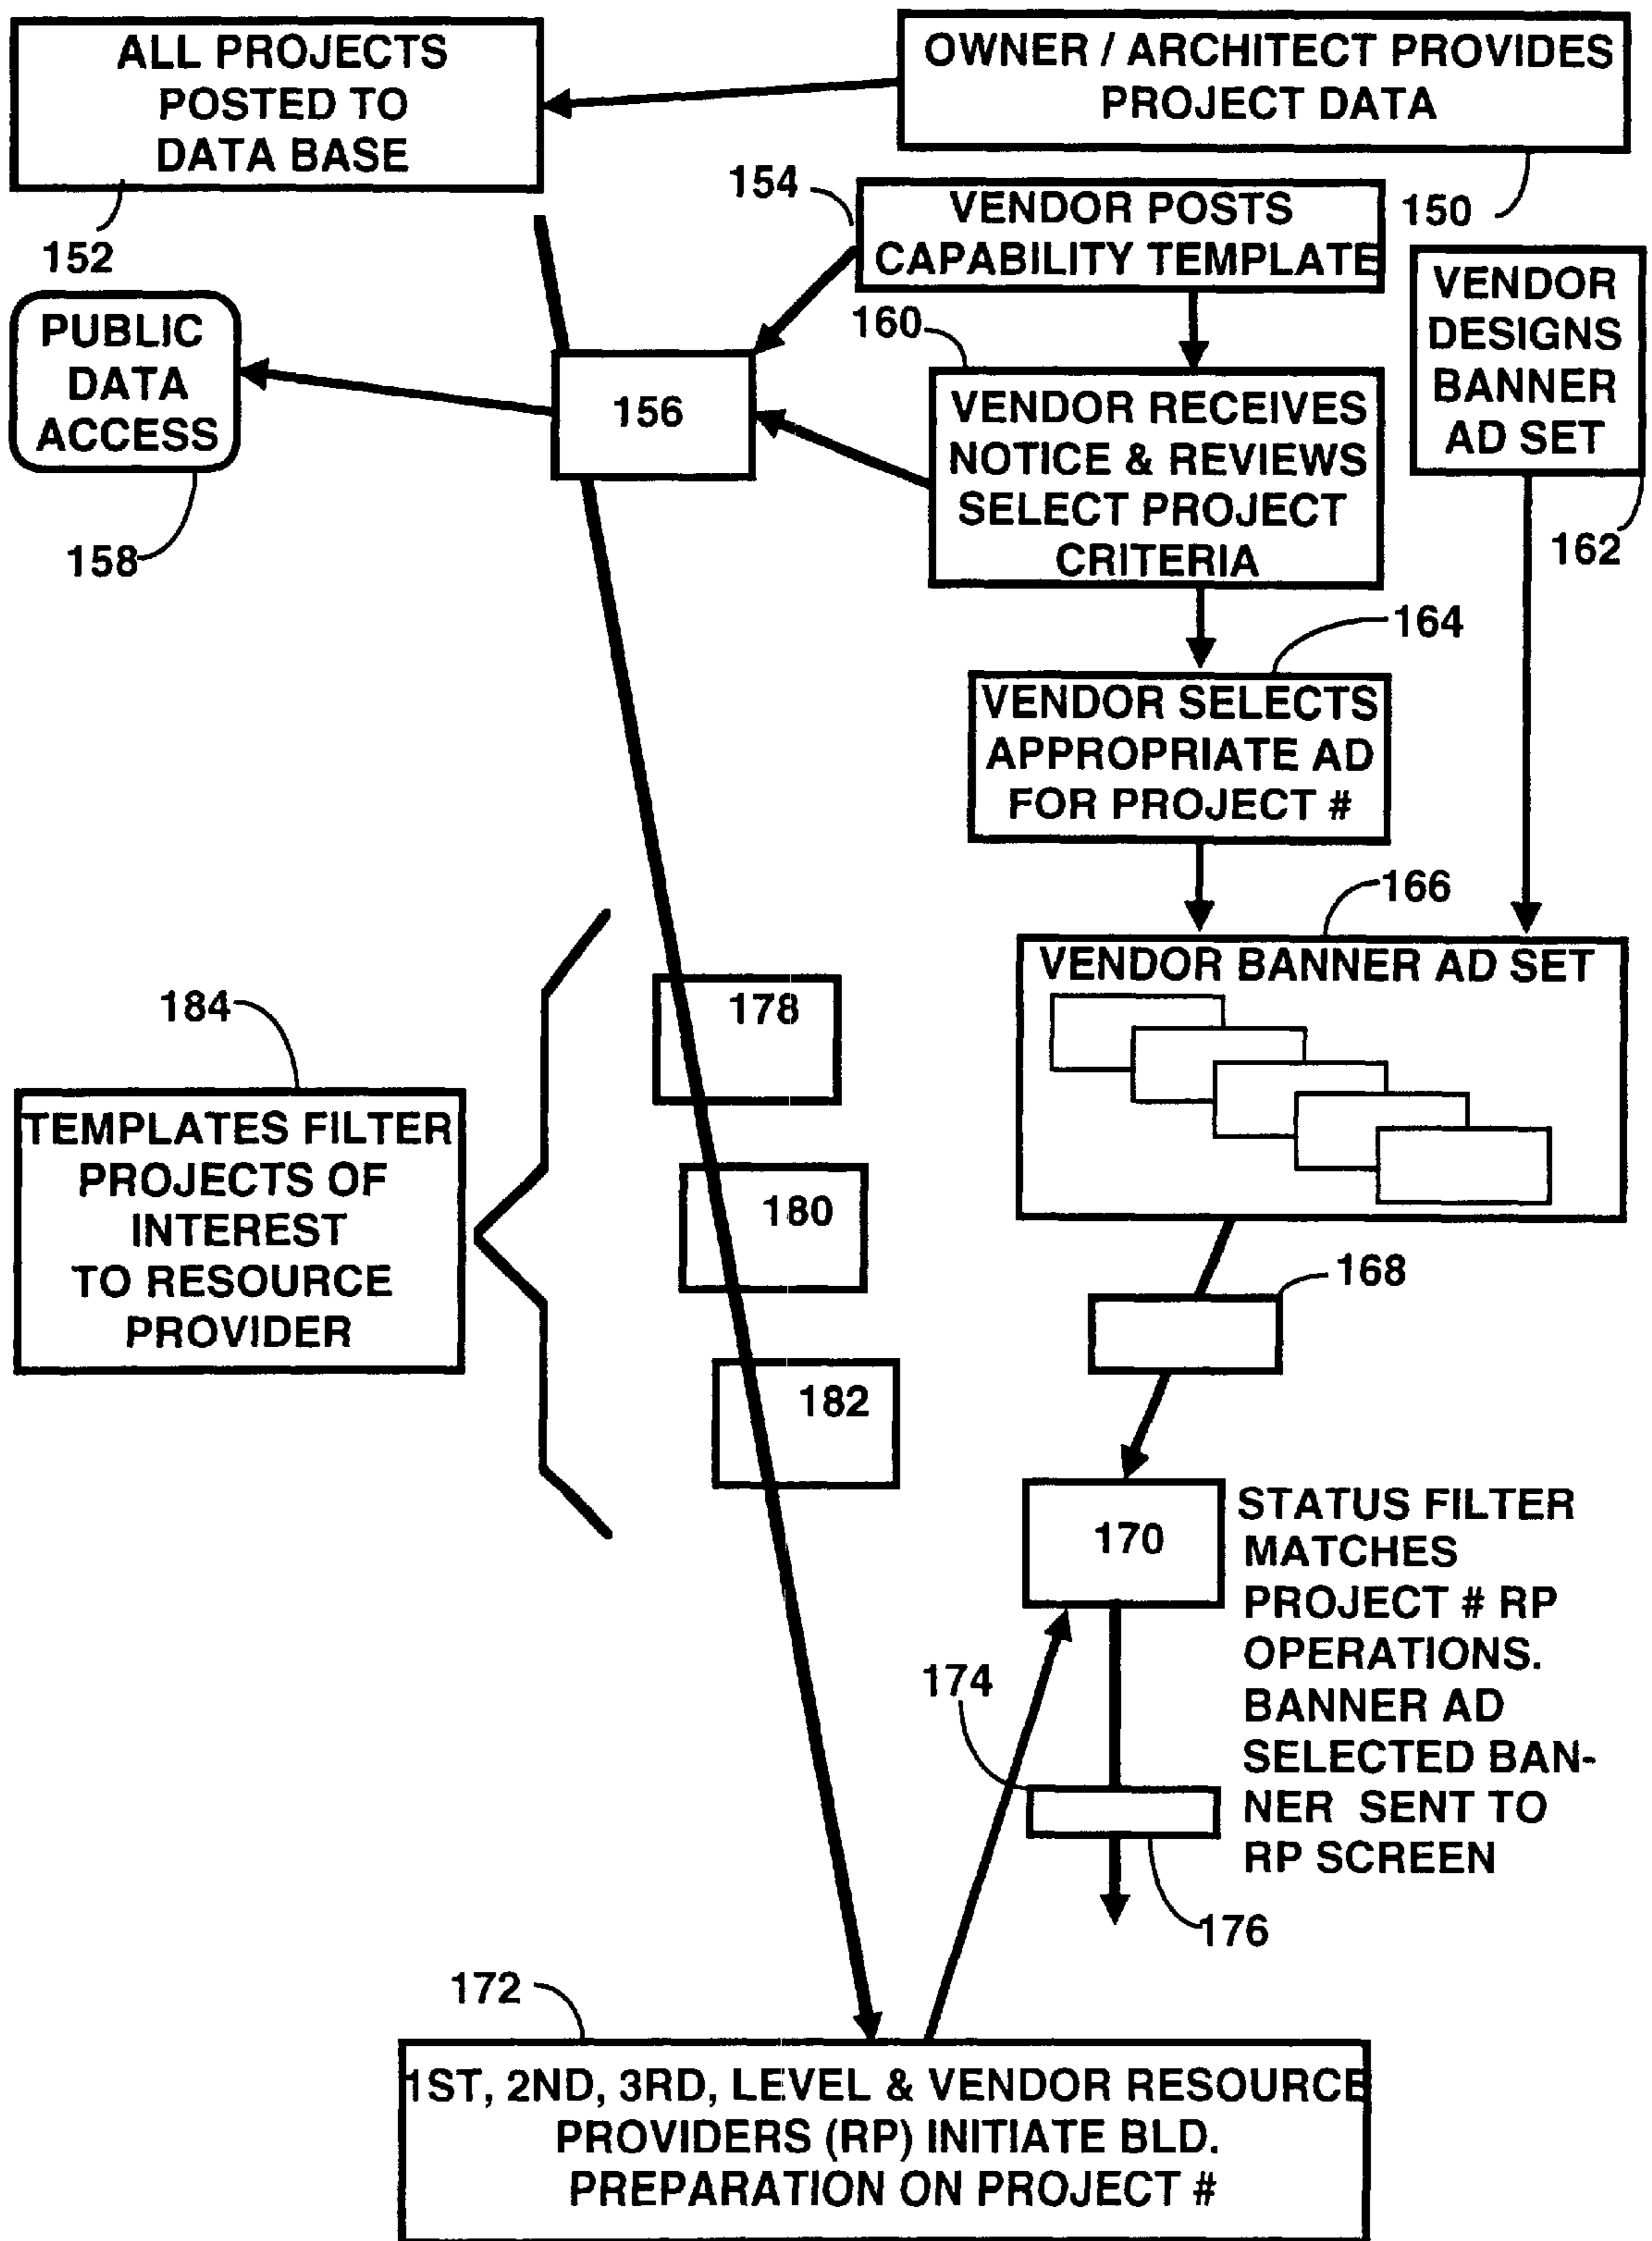 ALL PROJECTS
POSTED TO
DATA BASE
OWNER / ARCHITECT PROVIDES
PROJECT DATA
152
150
154
VENDOR POSTS
CAPABILITY TEMPLATE
VENDOR
DESIGNS
BANNER
AD SET
162
PUBLIC
DATA
ACCESS
158
156
160
VENDOR RECEIVES
NOTICE & REVIEWS
SELECT PROJECT
CRITERIA
164
VENDOR SELECTS
APPROPRIATE AD
FOR PROJECT #
166
VENDOR BANNER AD SET
184
TEMPLATES FILTER
PROJECTS OF
INTEREST
TO RESOURCE
PROVIDER
178
180
182
168
170
STATUS FILTER
MATCHES
PROJECT # RP
OPERATIONS.
BANNER AD
SELECTED BAN-
NER SENT TO
RP SCREEN
174
176
172
1ST, 2ND, 3RD, LEVEL & VENDOR RESOURCE
PROVIDERS (RP) INITIATE BLD.
PREPARATION ON PROJECT #